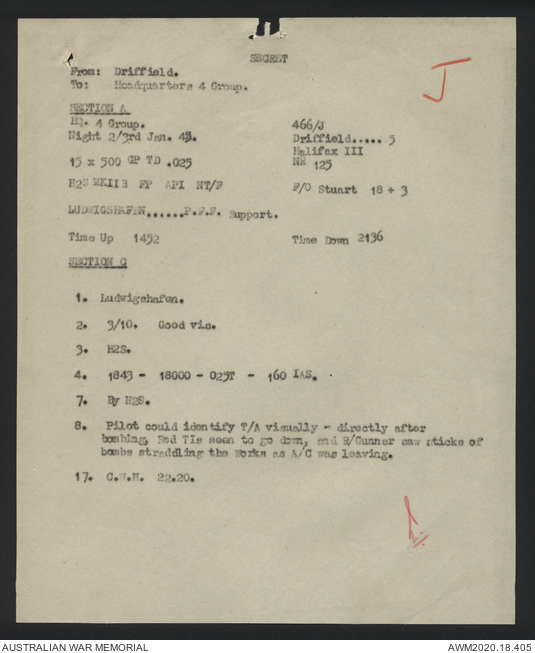 SECRET
J
From: Driffield.
To: Headquarters 4 Group.
SECTION A
HQ. 4 Group.
466/J
Night 2/3rd Jan. 45.
Driffield..... 5
Halifax III
15 x 500 GP TD .025
NR 125
H2S MKIIB FP API NT/F
F/O Stuart 18 + 3
LUDWIGSHAFEN......P.F.F. Support.
Time Up 1452
Time Down 2136
SECTION C
1. Ludwigshafen.
2. 3/10. Good vis.
3. H2S.
4. 1843 - 18000 - 025T - 160 IAS.
7. By H2S.
8. Pilot could identify T/A visually - directly after
bombing, Red TIs seen to go down, and R/Gunner saw sticks of
bombs straddling the Works as A/C was leaving.
17. C.W.H. 22.20.
AUSTRALIAN WAR MEMORIAL
AWM2020.18.405